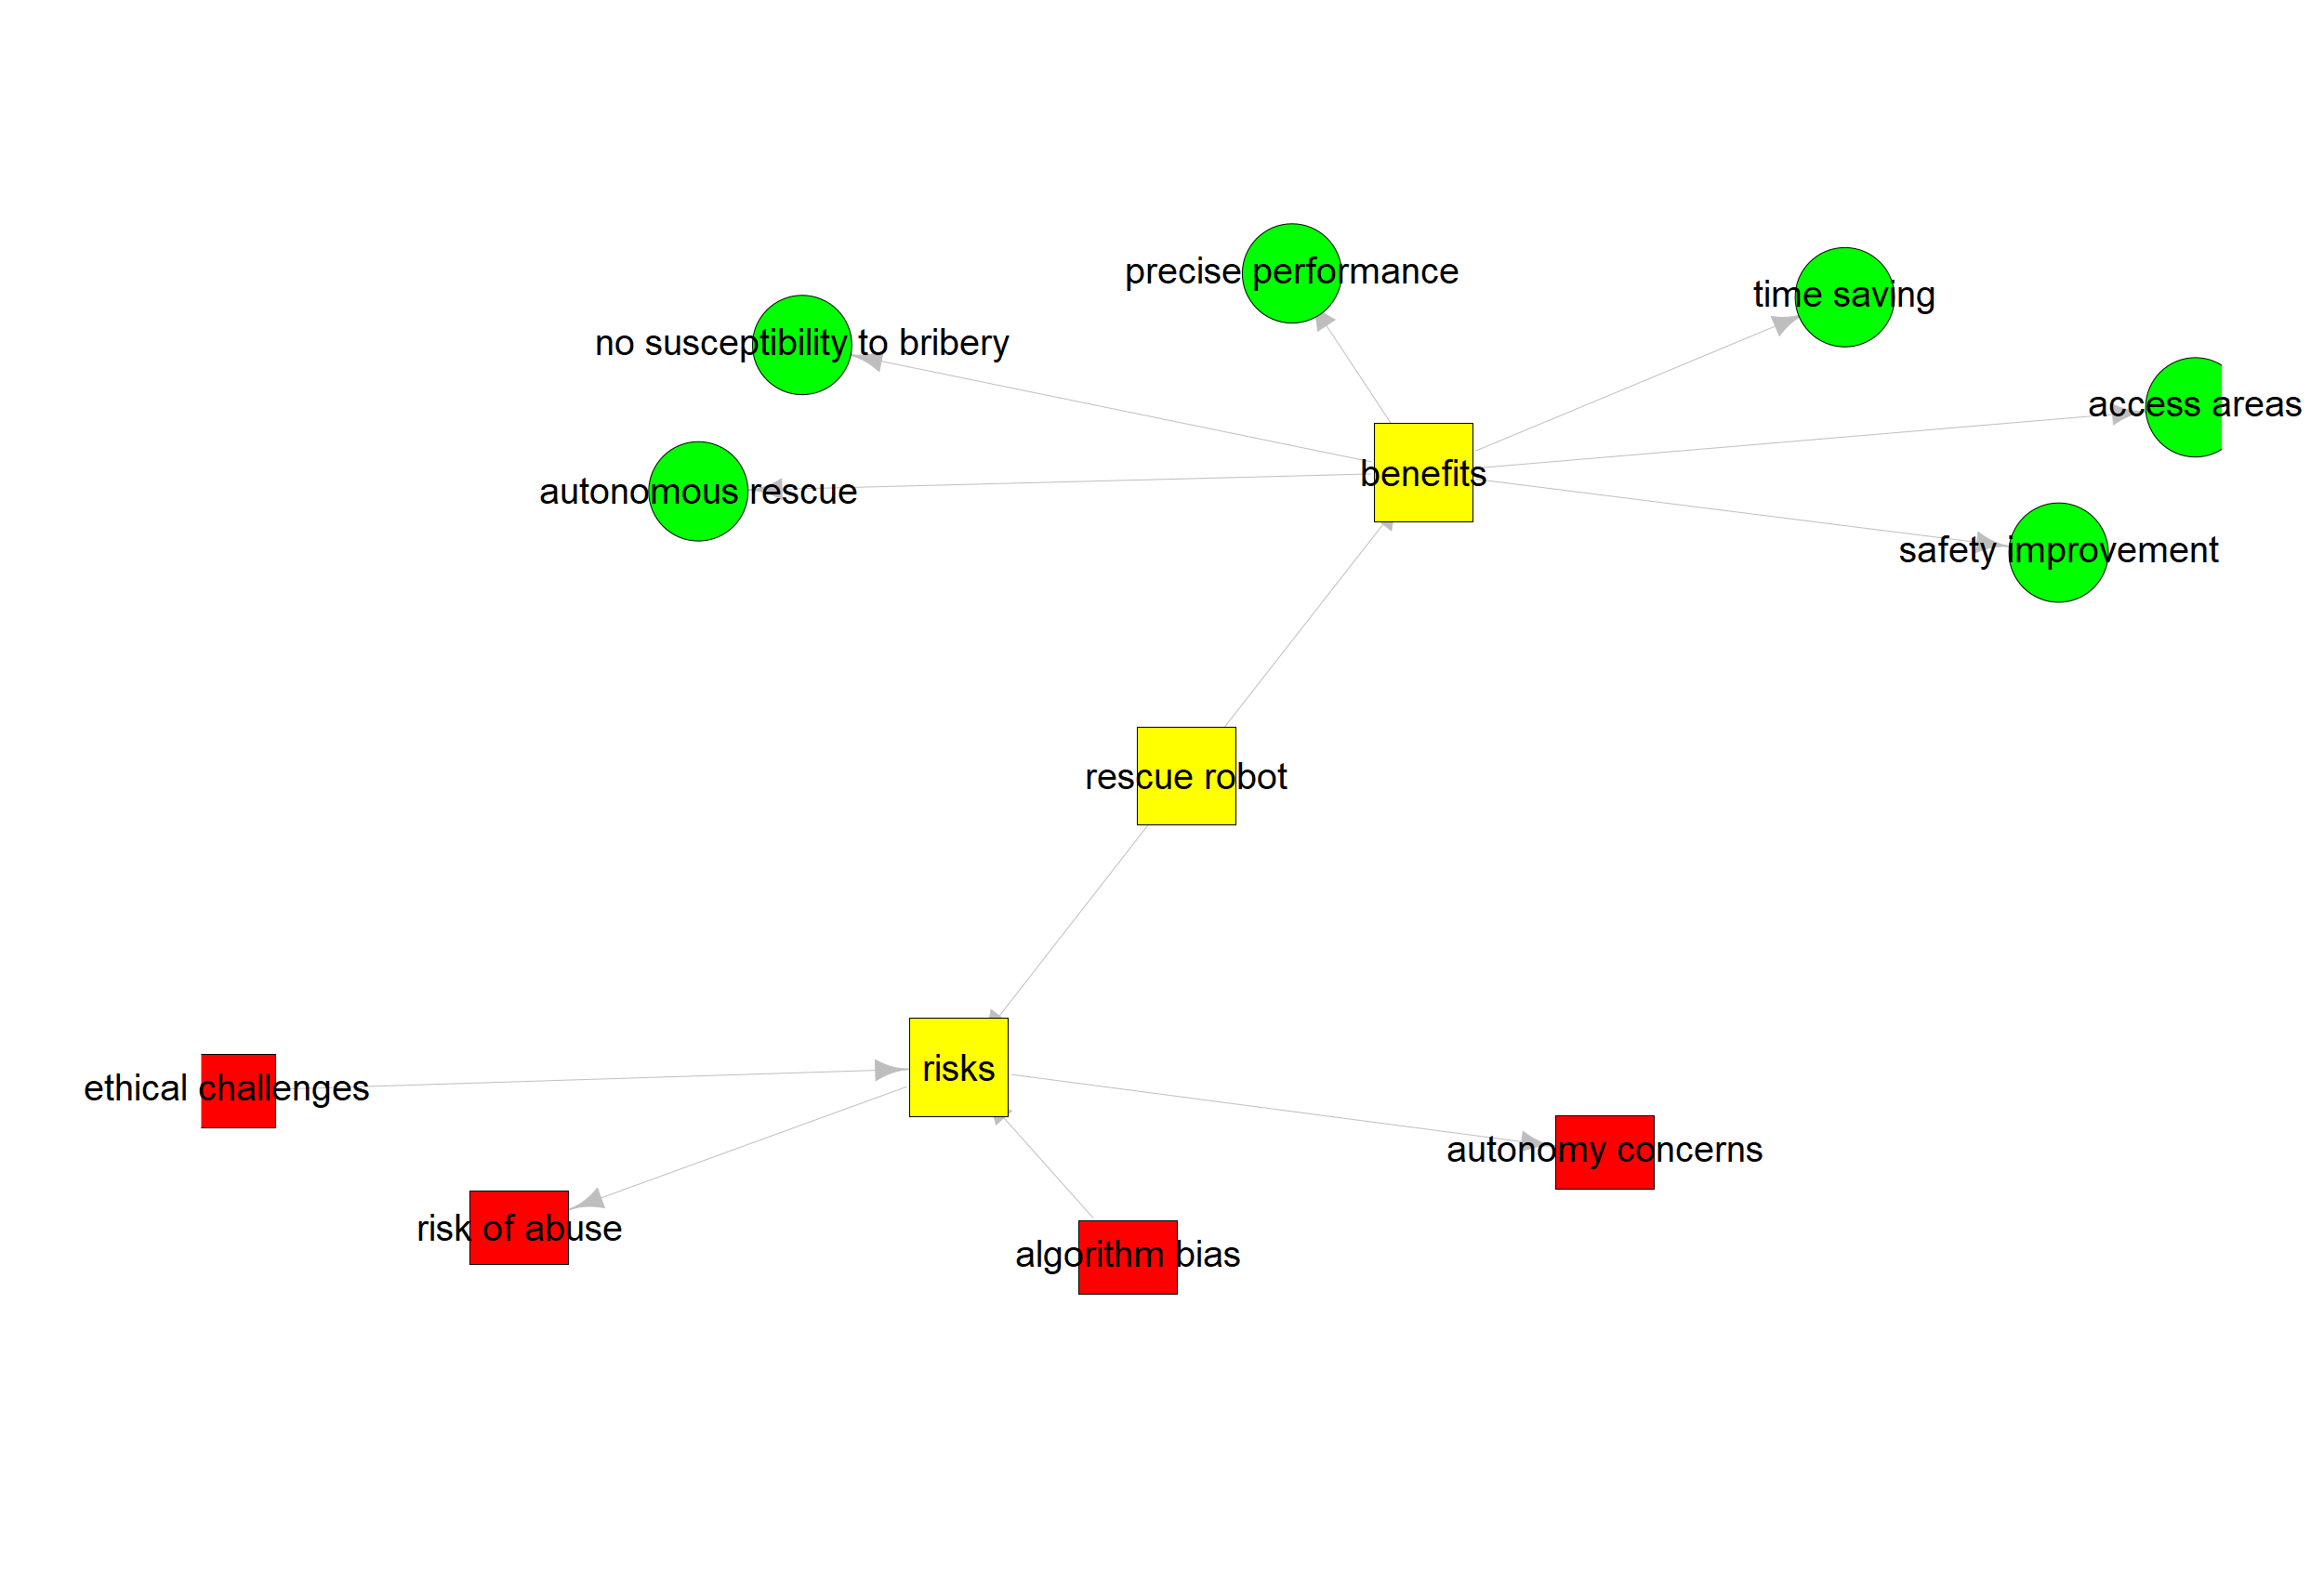 precise performance
time saving
no susceptibility to bribery
access areas
benefits
autonomous rescue
safety improvement
rescue robot
risks
ethical challenges
autonomy concerns
risk of abuse
algorithm bias